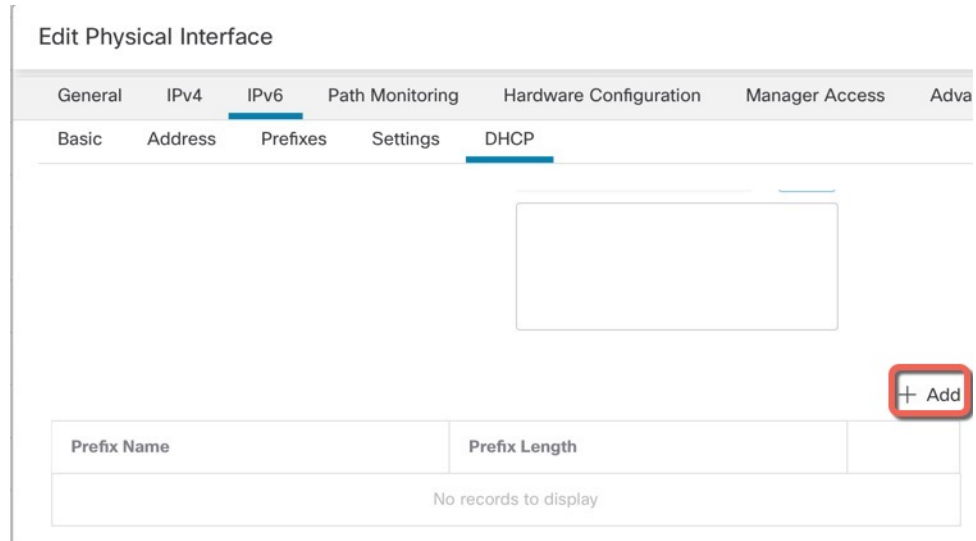 Edit Physical Interface
General IPv4 IPv6 Path Monitoring Hardware Configuration Manager Access Adva
Basic Address Prefixes Settings DHCP
+ Add
Prefix Name Prefix Length
No records to display